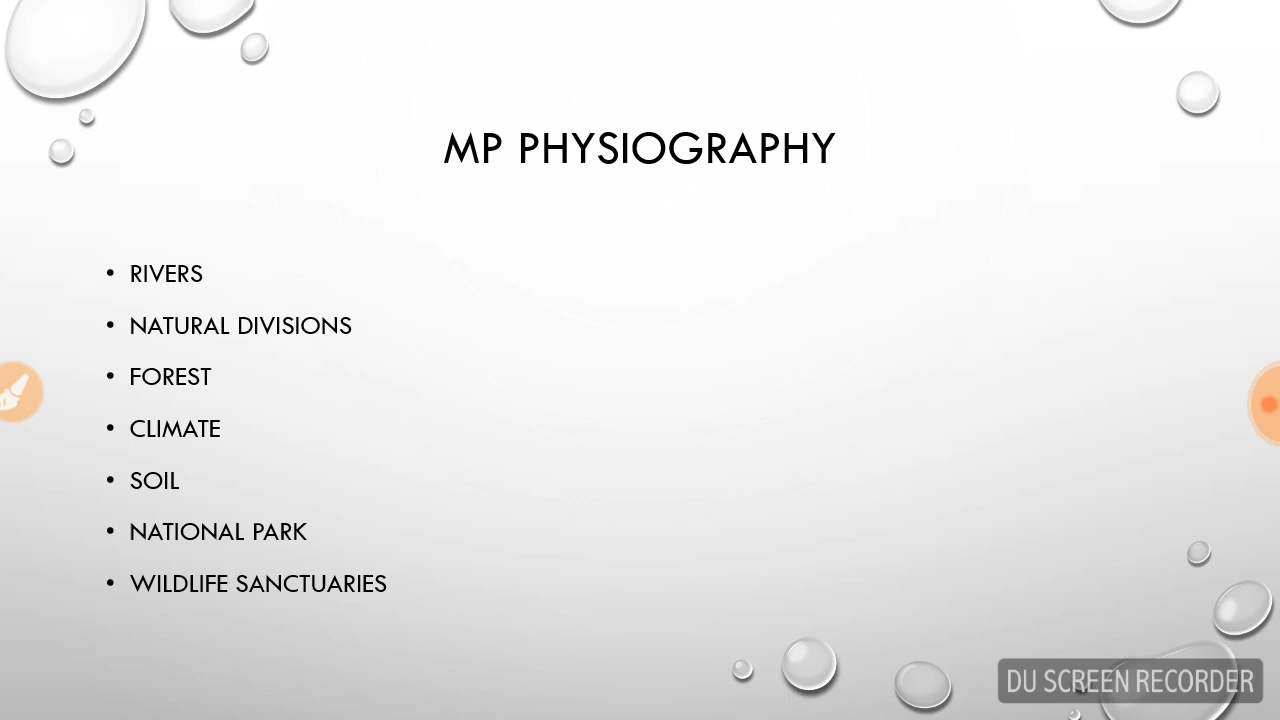 MP PHYSIOGRAPHY
• RIVERS
• NATURAL DIVISIONS
• FOREST
• CLIMATE
• SOIL
• NATIONAL PARK
• WILDLIFE SANCTUARIES
DU SCREEN RECORDER